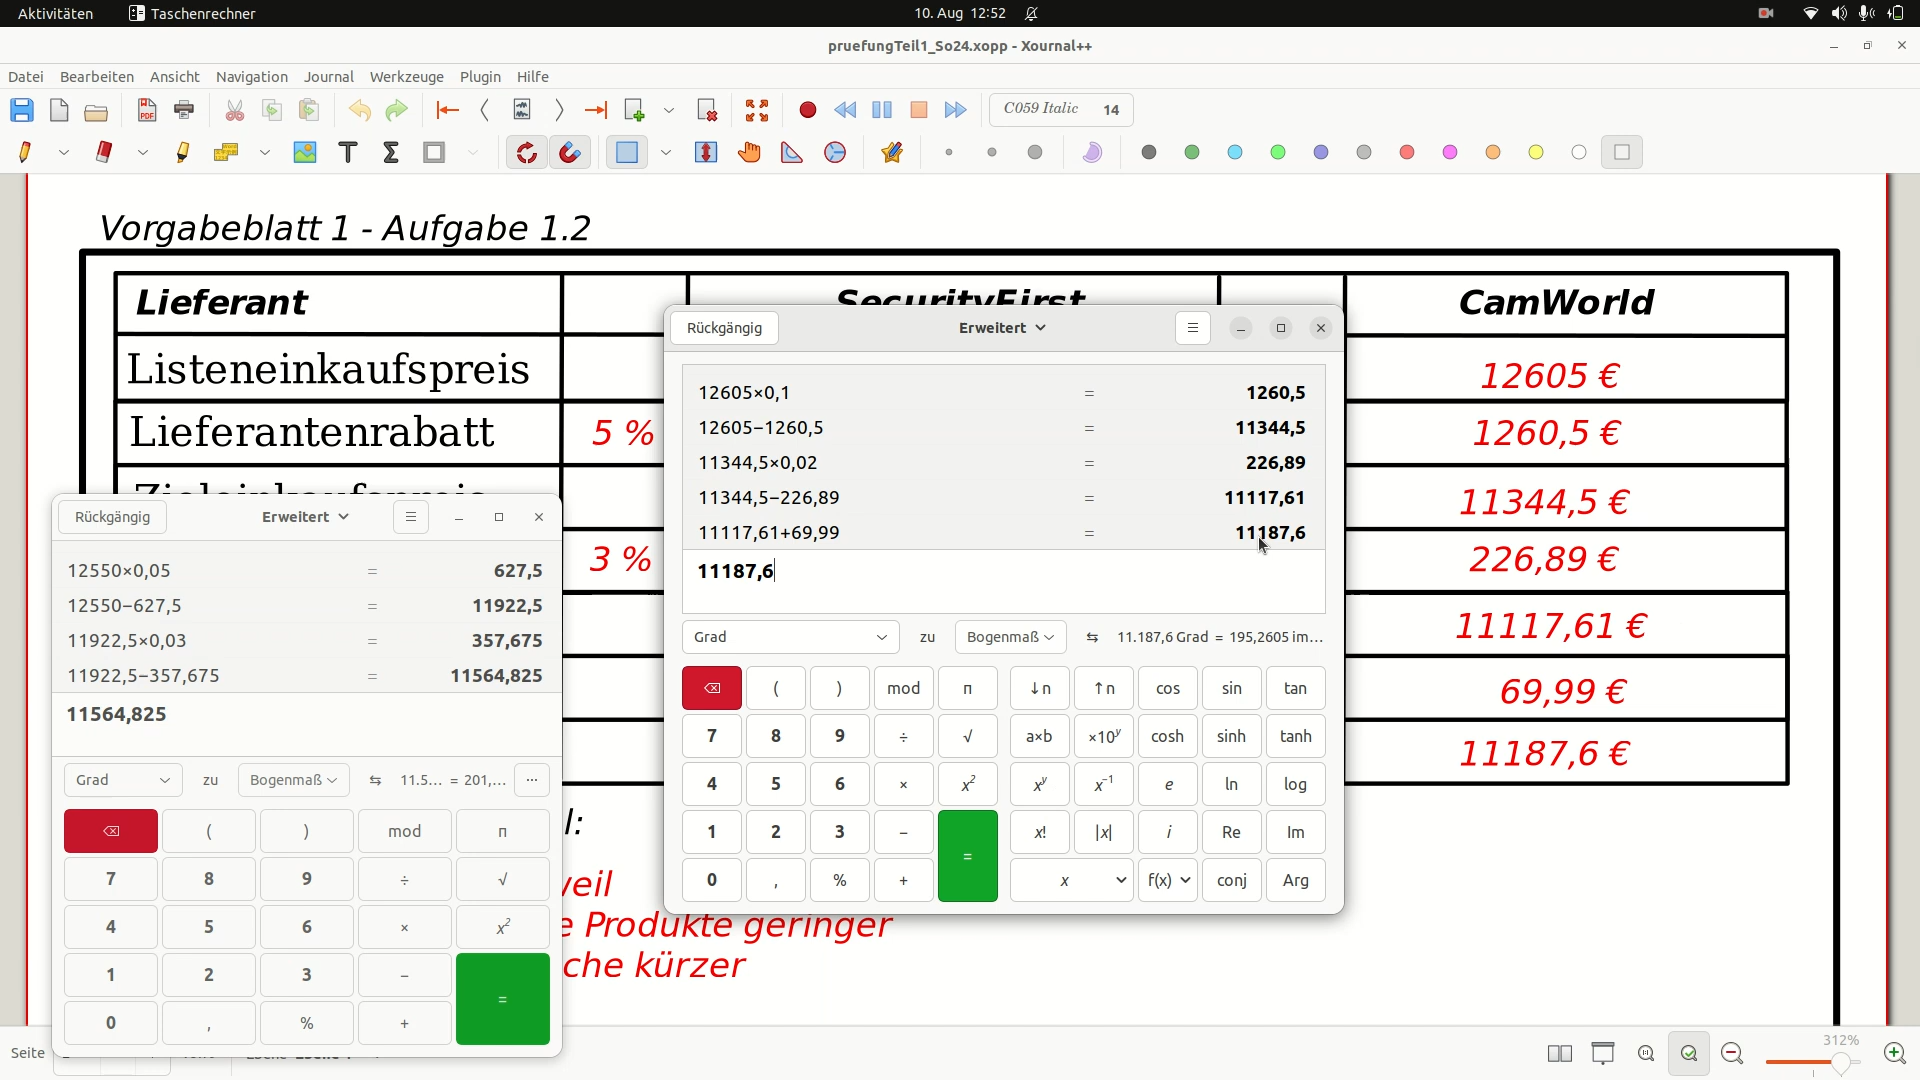 Aktivitäten Taschenrechner 10. Aug 12:52
pruefungTeil1_So24.xopp - Xournal++
Datei Bearbeiten Ansicht Navigation Journal Werkzeuge Plugin Hilfe
C059 Italic 14
Vorgabeblatt 1 - Aufgabe 1.2
Lieferant SecurityFirst CamWorld
Listeneinkaufspreis 12605 €
Lieferantenrabatt 5 % 1260,5 €
Zieleinkaufspreis 11344,5 €
3 % 226,89 €
11117,61 €
69,99 €
11187,6 €
l:
weil
e Produkte geringer
che kürzer
Rückgängig Erweitert
12605×0,1 = 1260,5
12605−1260,5 = 11344,5
11344,5×0,02 = 226,89
11344,5−226,89 = 11117,61
11117,61+69,99 = 11187,6
11187,6
Grad zu Bogenmaß 11.187,6 Grad = 195,2605 im…
( ) mod π ↓n ↑n cos sin tan
7 8 9 ÷ √ a×b ×10^y cosh sinh tanh
4 5 6 × x² x^y x⁻¹ e ln log
1 2 3 − = x! |x| i Re Im
0 , % + x f(x) conj Arg
Rückgängig Erweitert
12550×0,05 = 627,5
12550−627,5 = 11922,5
11922,5×0,03 = 357,675
11922,5−357,675 = 11564,825
11564,825
Grad zu Bogenmaß 11.5… = 201,… …
( ) mod π
7 8 9 ÷ √
4 5 6 × x²
1 2 3 − =
0 , % +
Seite 312%